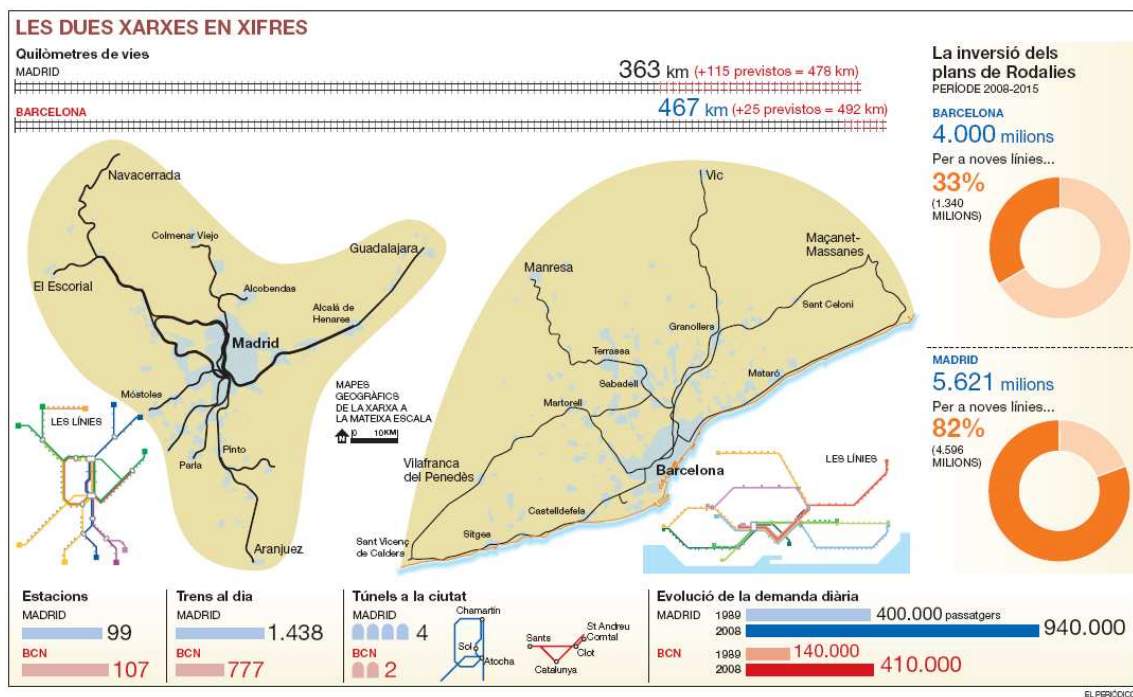 LES DUES XARXES EN XIFRES
Quilòmetres de vies
MADRID
363 km (+115 previstos = 478 km)
BARCELONA
467 km (+25 previstos = 492 km)
Navacerrada
Colmenar Viejo
Guadalajara
El Escorial
Alcobendas
Alcalá de
Henares
Madrid
Móstoles
LES LÍNIES
Pinto
Parla
Aranjuez
MAPES
GEOGRÀFICS
DE LA XARXA A
LA MATEIXA ESCALA
0 10KM
Vic
Maçanet-
Massanes
Manresa
Sant Celoni
Granollers
Terrassa
Mataró
Sabadell
Martorell
Barcelona
Vilafranca
del Penedès
LES LÍNIES
Castelldefels
Sitges
Sant Vicenç
de Calders
La inversió dels
plans de Rodalies
PERÍODE 2008-2015
BARCELONA
4.000 milions
Per a noves línies...
33%
(1.340
MILIONS)
MADRID
5.621 milions
Per a noves línies...
82%
(4.596
MILIONS)
Estacions
MADRID
99
BCN
107
Trens al dia
MADRID
1.438
BCN
777
Túnels a la ciutat
MADRID
4
BCN
2
Chamartín
Sol
Atocha
Sants
St Andreu
Comtal
Clot
Catalunya
Evolució de la demanda diària
MADRID 1989 400.000 passatgers
2008 940.000
BCN 1989 140.000
2008 410.000
EL PERIÓDICO